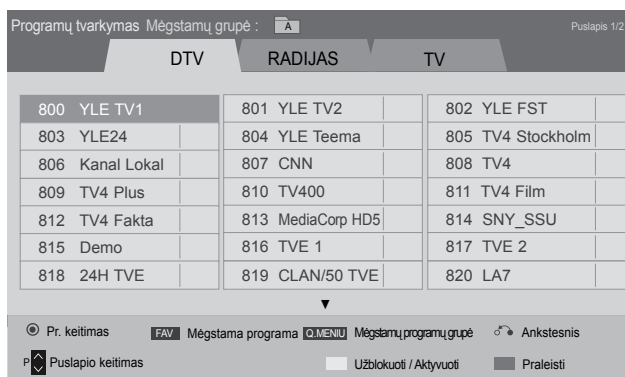 Programų tvarkymas Mėgstamų grupė : A Puslapis 1/2
DTV RADIJAS TV
800 YLE TV1 801 YLE TV2 802 YLE FST
803 YLE24 804 YLE Teema 805 TV4 Stockholm
806 Kanal Lokal 807 CNN 808 TV4
809 TV4 Plus 810 TV400 811 TV4 Film
812 TV4 Fakta 813 MediaCorp HD5 814 SNY_SSU
815 Demo 816 TVE 1 817 TVE 2
818 24H TVE 819 CLAN/50 TVE 820 LA7
Pr. keitimas FAV Mėgstama programa Q.MENIU Mėgstamų programų grupė Ankstesnis
P Puslapio keitimas Užblokuoti / Aktyvuoti Praleisti